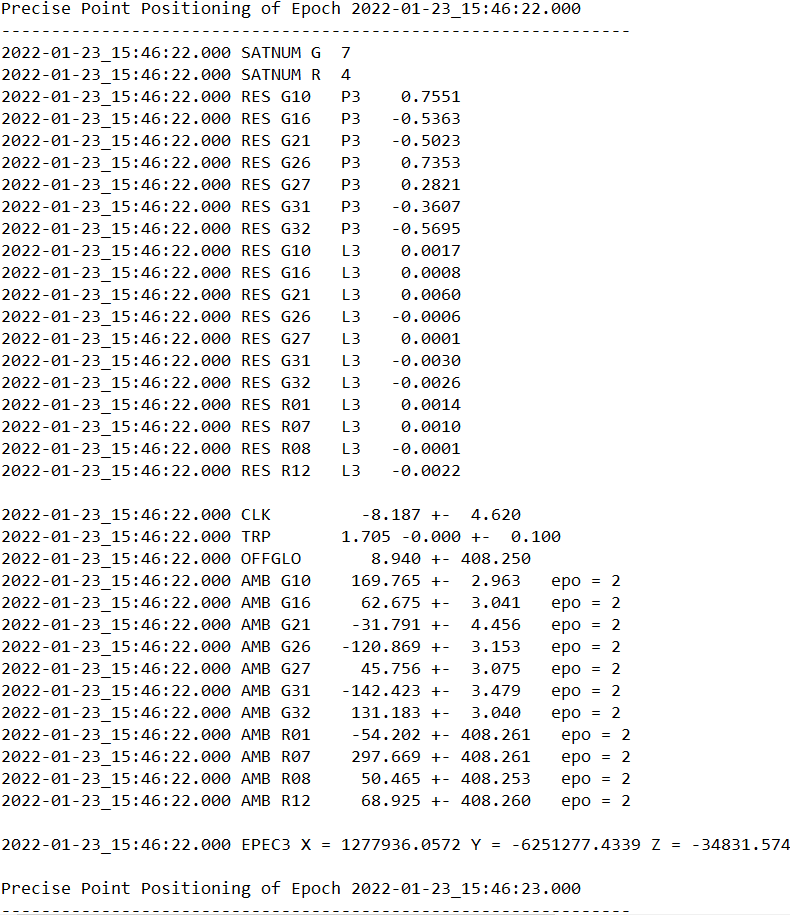 Precise Point Positioning of Epoch 2022-01-23_15:46:22.000
---------------------------------------------------------------
2022-01-23_15:46:22.000 SATNUM G  7
2022-01-23_15:46:22.000 SATNUM R  4
2022-01-23_15:46:22.000 RES G10   P3    0.7551
2022-01-23_15:46:22.000 RES G16   P3   -0.5363
2022-01-23_15:46:22.000 RES G21   P3   -0.5023
2022-01-23_15:46:22.000 RES G26   P3    0.7353
2022-01-23_15:46:22.000 RES G27   P3    0.2821
2022-01-23_15:46:22.000 RES G31   P3   -0.3607
2022-01-23_15:46:22.000 RES G32   P3   -0.5695
2022-01-23_15:46:22.000 RES G10   L3    0.0017
2022-01-23_15:46:22.000 RES G16   L3    0.0008
2022-01-23_15:46:22.000 RES G21   L3    0.0060
2022-01-23_15:46:22.000 RES G26   L3   -0.0006
2022-01-23_15:46:22.000 RES G27   L3    0.0001
2022-01-23_15:46:22.000 RES G31   L3   -0.0030
2022-01-23_15:46:22.000 RES G32   L3   -0.0026
2022-01-23_15:46:22.000 RES R01   L3    0.0014
2022-01-23_15:46:22.000 RES R07   L3    0.0010
2022-01-23_15:46:22.000 RES R08   L3   -0.0001
2022-01-23_15:46:22.000 RES R12   L3   -0.0022

2022-01-23_15:46:22.000 CLK         -8.187 +-  4.620
2022-01-23_15:46:22.000 TRP       1.705 -0.000 +-  0.100
2022-01-23_15:46:22.000 OFFGLO       8.940 +- 408.250
2022-01-23_15:46:22.000 AMB G10    169.765 +-  2.963   epo = 2
2022-01-23_15:46:22.000 AMB G16     62.675 +-  3.041   epo = 2
2022-01-23_15:46:22.000 AMB G21    -31.791 +-  4.456   epo = 2
2022-01-23_15:46:22.000 AMB G26   -120.869 +-  3.153   epo = 2
2022-01-23_15:46:22.000 AMB G27     45.756 +-  3.075   epo = 2
2022-01-23_15:46:22.000 AMB G31   -142.423 +-  3.479   epo = 2
2022-01-23_15:46:22.000 AMB G32    131.183 +-  3.040   epo = 2
2022-01-23_15:46:22.000 AMB R01    -54.202 +- 408.261   epo = 2
2022-01-23_15:46:22.000 AMB R07    297.669 +- 408.261   epo = 2
2022-01-23_15:46:22.000 AMB R08     50.465 +- 408.253   epo = 2
2022-01-23_15:46:22.000 AMB R12     68.925 +- 408.260   epo = 2

2022-01-23_15:46:22.000 EPEC3 X = 1277936.0572 Y = -6251277.4339 Z = -34831.574

Precise Point Positioning of Epoch 2022-01-23_15:46:23.000
---------------------------------------------------------------